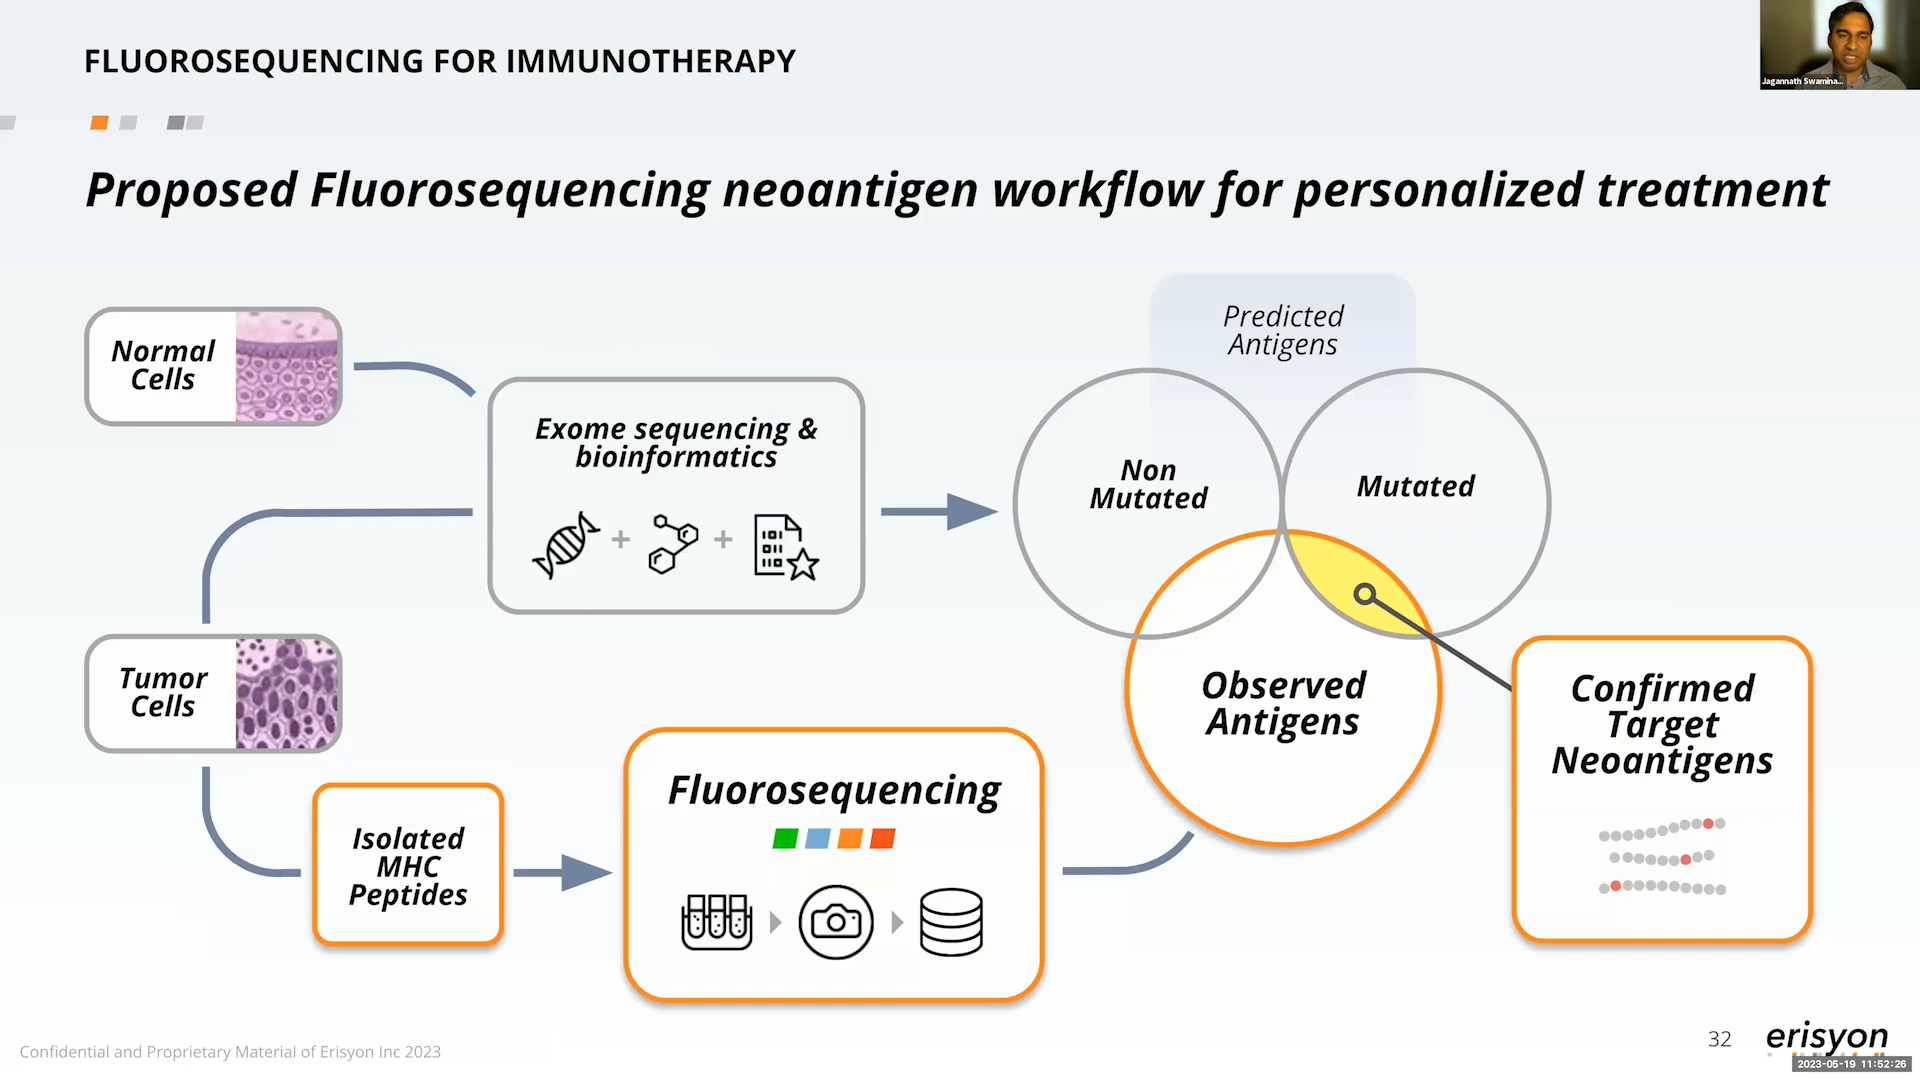 FLUOROSEQUENCING FOR IMMUNOTHERAPY
Jagannath Swamina...
Proposed Fluorosequencing neoantigen workflow for personalized treatment
Normal
Cells
Exome sequencing &
bioinformatics
+
+
Predicted
Antigens
Non
Mutated
Mutated
Tumor
Cells
Observed
Antigens
Isolated
MHC
Peptides
Fluorosequencing
Confirmed
Target
Neoantigens
Confidential and Proprietary Material of Erisyon Inc 2023
32
erisyon
2023-05-19 11:52:26